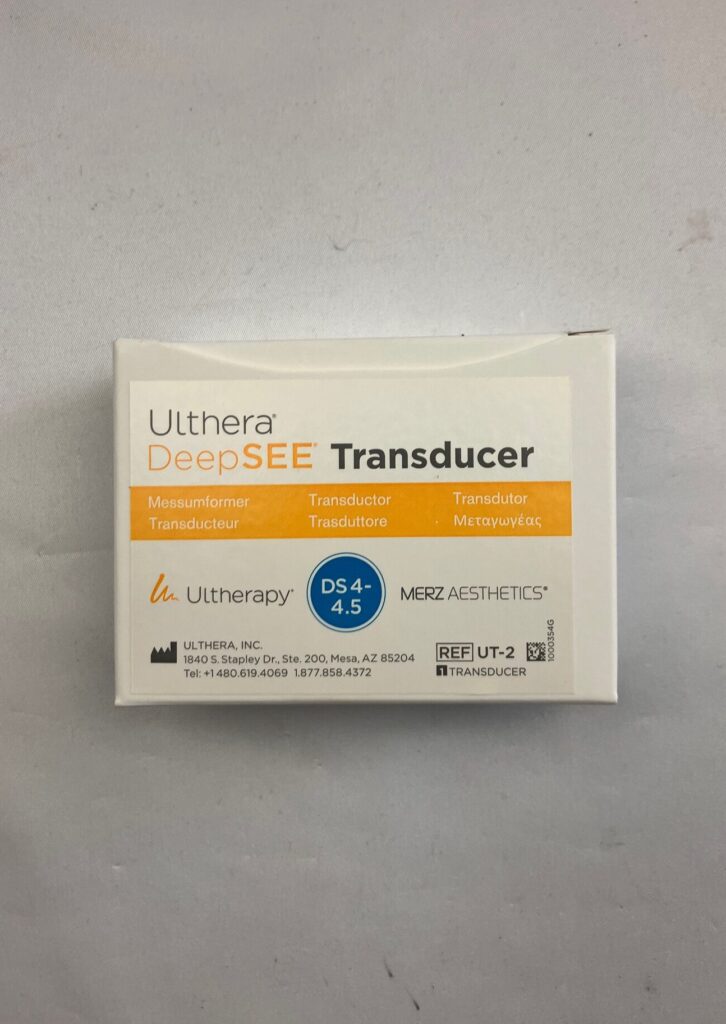 Ulthera®
DeepSEE® Transducer
Messumformer Transductor Transdutor
Transducteur Trasduttore Μεταγωγέας
Ultherapy® DS 4-4.5 MERZ AESTHETICS®
ULTHERA, INC.
1840 S. Stapley Dr., Ste. 200, Mesa, AZ 85204
Tel: +1 480.619.4069 1.877.858.4372
REF UT-2
1 TRANSDUCER
1000354G